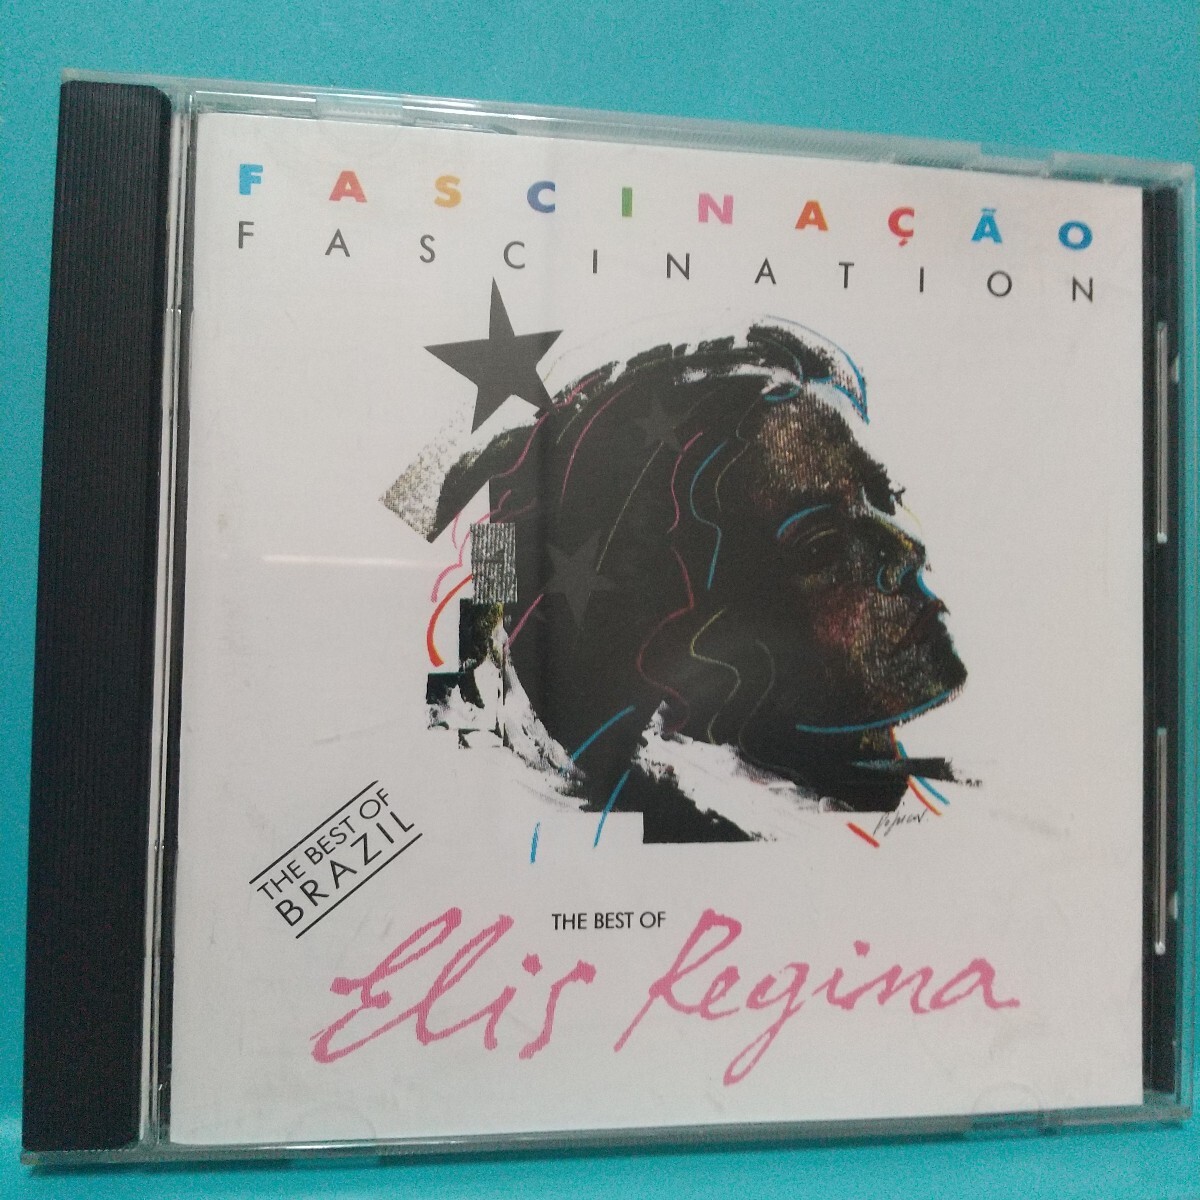 FASCINAÇÃO
FASCINATION
THE BEST OF
BRAZIL
THE BEST OF
Elis Regina